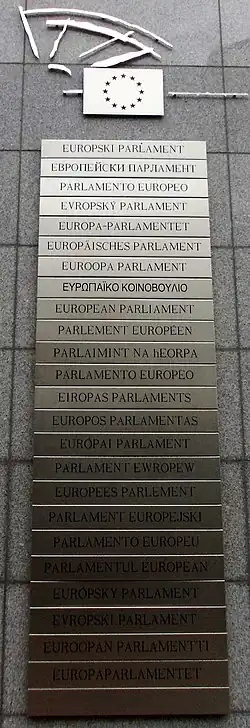 EUROPSKI PARLAMENT
ЕВРОПЕЙСКИ ПАРЛАМЕНТ
PARLAMENTO EUROPEO
EVROPSKÝ PARLAMENT
EUROPA-PARLAMENTET
EUROPÄISCHES PARLAMENT
EUROOPA PARLAMENT
ΕΥΡΩΠΑΪΚΟ ΚΟΙΝΟΒΟΥΛΙΟ
EUROPEAN PARLIAMENT
PARLEMENT EUROPÉEN
PARLAIMINT NA hEORPA
PARLAMENTO EUROPEO
EIROPAS PARLAMENTS
EUROPOS PARLAMENTAS
EURÓPAI PARLAMENT
PARLAMENT EWROPEW
EUROPEES PARLEMENT
PARLAMENT EUROPEJSKI
PARLAMENTO EUROPEU
PARLAMENTUL EUROPEAN
EURÓPSKY PARLAMENT
EVROPSKI PARLAMENT
EUROOPAN PARLAMENTTI
EUROPAPARLAMENTET